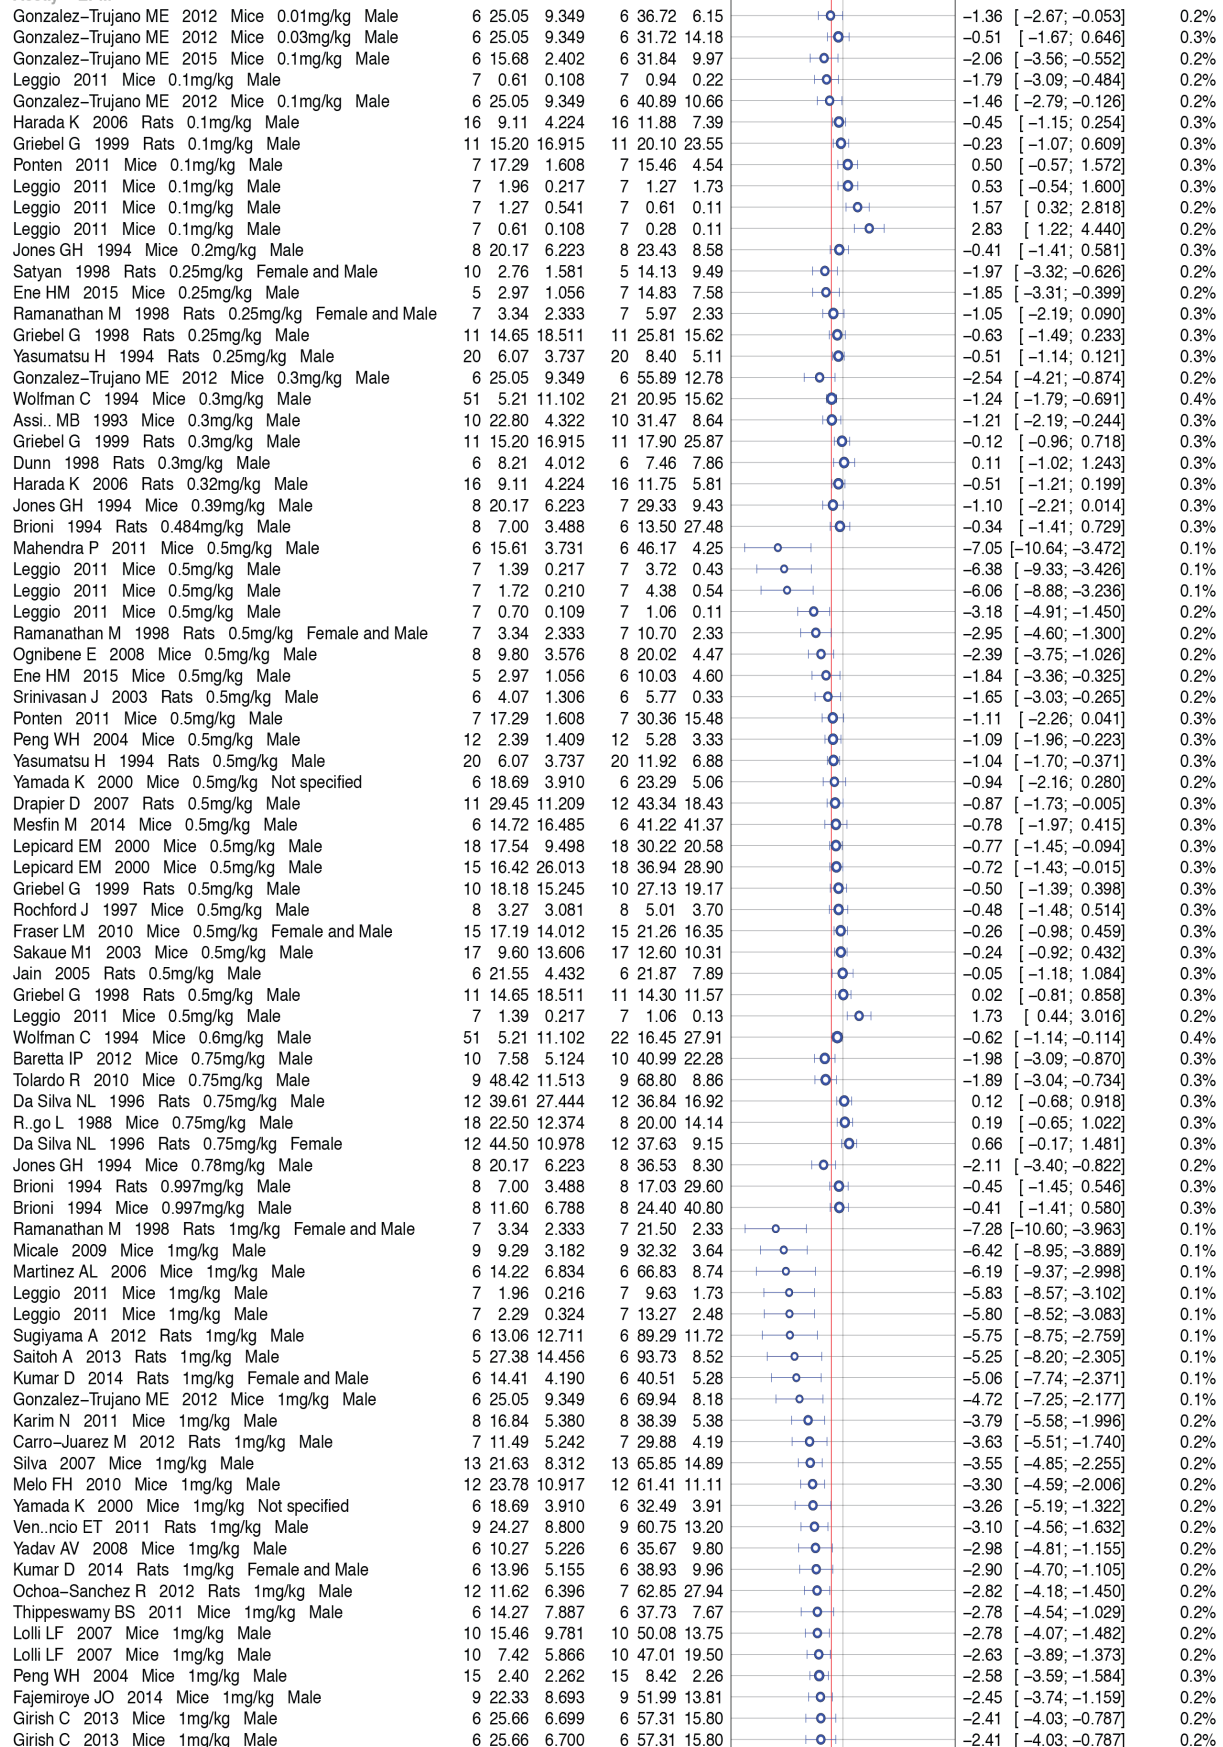 Gonzalez−Trujano ME 2012 Mice 0.01mg/kg Male 6 25.05 9.349 6 36.72 6.15 −1.36 [ −2.67; −0.053] 0.2%
Gonzalez−Trujano ME 2012 Mice 0.03mg/kg Male 6 25.05 9.349 6 31.72 14.18 −0.51 [ −1.67; 0.646] 0.3%
Gonzalez−Trujano ME 2015 Mice 0.1mg/kg Male 6 15.68 2.402 6 31.84 9.97 −2.06 [ −3.56; −0.552] 0.2%
Leggio 2011 Mice 0.1mg/kg Male 7 0.61 0.108 7 0.94 0.22 −1.79 [ −3.09; −0.484] 0.2%
Gonzalez−Trujano ME 2012 Mice 0.1mg/kg Male 6 25.05 9.349 6 40.89 10.66 −1.46 [ −2.79; −0.126] 0.2%
Harada K 2006 Rats 0.1mg/kg Male 16 9.11 4.224 16 11.88 7.39 −0.45 [ −1.15; 0.254] 0.3%
Griebel G 1999 Rats 0.1mg/kg Male 11 15.20 16.915 11 20.10 23.55 −0.23 [ −1.07; 0.609] 0.3%
Ponten 2011 Mice 0.1mg/kg Male 7 17.29 1.608 7 15.46 4.54 0.50 [ −0.57; 1.572] 0.3%
Leggio 2011 Mice 0.1mg/kg Male 7 1.96 0.217 7 1.27 1.73 0.53 [ −0.54; 1.600] 0.3%
Leggio 2011 Mice 0.1mg/kg Male 7 1.27 0.541 7 0.61 0.11 1.57 [ 0.32; 2.818] 0.2%
Leggio 2011 Mice 0.1mg/kg Male 7 0.61 0.108 7 0.28 0.11 2.83 [ 1.22; 4.440] 0.2%
Jones GH 1994 Mice 0.2mg/kg Male 8 20.17 6.223 8 23.43 8.58 −0.41 [ −1.41; 0.581] 0.3%
Satyan 1998 Rats 0.25mg/kg Female and Male 10 2.76 1.581 5 14.13 9.49 −1.97 [ −3.32; −0.626] 0.2%
Ene HM 2015 Mice 0.25mg/kg Male 5 2.97 1.056 7 14.83 7.58 −1.85 [ −3.31; −0.399] 0.2%
Ramanathan M 1998 Rats 0.25mg/kg Female and Male 7 3.34 2.333 7 5.97 2.33 −1.05 [ −2.19; 0.090] 0.3%
Griebel G 1998 Rats 0.25mg/kg Male 11 14.65 18.511 11 25.81 15.62 −0.63 [ −1.49; 0.233] 0.3%
Yasumatsu H 1994 Rats 0.25mg/kg Male 20 6.07 3.737 20 8.40 5.11 −0.51 [ −1.14; 0.121] 0.3%
Gonzalez−Trujano ME 2012 Mice 0.3mg/kg Male 6 25.05 9.349 6 55.89 12.78 −2.54 [ −4.21; −0.874] 0.2%
Wolfman C 1994 Mice 0.3mg/kg Male 51 5.21 11.102 21 20.95 15.62 −1.24 [ −1.79; −0.691] 0.4%
Assi.. MB 1993 Mice 0.3mg/kg Male 10 22.80 4.322 10 31.47 8.64 −1.21 [ −2.19; −0.244] 0.3%
Griebel G 1999 Rats 0.3mg/kg Male 11 15.20 16.915 11 17.90 25.87 −0.12 [ −0.96; 0.718] 0.3%
Dunn 1998 Rats 0.3mg/kg Male 6 8.21 4.012 6 7.46 7.86 0.11 [ −1.02; 1.243] 0.3%
Harada K 2006 Rats 0.32mg/kg Male 16 9.11 4.224 16 11.75 5.81 −0.51 [ −1.21; 0.199] 0.3%
Jones GH 1994 Mice 0.39mg/kg Male 8 20.17 6.223 7 29.33 9.43 −1.10 [ −2.21; 0.014] 0.3%
Brioni 1994 Rats 0.484mg/kg Male 8 7.00 3.488 6 13.50 27.48 −0.34 [ −1.41; 0.729] 0.3%
Mahendra P 2011 Mice 0.5mg/kg Male 6 15.61 3.731 6 46.17 4.25 −7.05 [−10.64; −3.472] 0.1%
Leggio 2011 Mice 0.5mg/kg Male 7 1.39 0.217 7 3.72 0.43 −6.38 [ −9.33; −3.426] 0.1%
Leggio 2011 Mice 0.5mg/kg Male 7 1.72 0.210 7 4.38 0.54 −6.06 [ −8.88; −3.236] 0.1%
Leggio 2011 Mice 0.5mg/kg Male 7 0.70 0.109 7 1.06 0.11 −3.18 [ −4.91; −1.450] 0.2%
Ramanathan M 1998 Rats 0.5mg/kg Female and Male 7 3.34 2.333 7 10.70 2.33 −2.95 [ −4.60; −1.300] 0.2%
Ognibene E 2008 Mice 0.5mg/kg Male 8 9.80 3.576 8 20.02 4.47 −2.39 [ −3.75; −1.026] 0.2%
Ene HM 2015 Mice 0.5mg/kg Male 5 2.97 1.056 6 10.03 4.60 −1.84 [ −3.36; −0.325] 0.2%
Srinivasan J 2003 Rats 0.5mg/kg Male 6 4.07 1.306 6 5.77 0.33 −1.65 [ −3.03; −0.265] 0.2%
Ponten 2011 Mice 0.5mg/kg Male 7 17.29 1.608 7 30.36 15.48 −1.11 [ −2.26; 0.041] 0.3%
Peng WH 2004 Mice 0.5mg/kg Male 12 2.39 1.409 12 5.28 3.33 −1.09 [ −1.96; −0.223] 0.3%
Yasumatsu H 1994 Rats 0.5mg/kg Male 20 6.07 3.737 20 11.92 6.88 −1.04 [ −1.70; −0.371] 0.3%
Yamada K 2000 Mice 0.5mg/kg Not specified 6 18.69 3.910 6 23.29 5.06 −0.94 [ −2.16; 0.280] 0.2%
Drapier D 2007 Rats 0.5mg/kg Male 11 29.45 11.209 12 43.34 18.43 −0.87 [ −1.73; −0.005] 0.3%
Mesfin M 2014 Mice 0.5mg/kg Male 6 14.72 16.485 6 41.22 41.37 −0.78 [ −1.97; 0.415] 0.3%
Lepicard EM 2000 Mice 0.5mg/kg Male 18 17.54 9.498 18 30.22 20.58 −0.77 [ −1.45; −0.094] 0.3%
Lepicard EM 2000 Mice 0.5mg/kg Male 15 16.42 26.013 18 36.94 28.90 −0.72 [ −1.43; −0.015] 0.3%
Griebel G 1999 Rats 0.5mg/kg Male 10 18.18 15.245 10 27.13 19.17 −0.50 [ −1.39; 0.398] 0.3%
Rochford J 1997 Mice 0.5mg/kg Male 8 3.27 3.081 8 5.01 3.70 −0.48 [ −1.48; 0.514] 0.3%
Fraser LM 2010 Mice 0.5mg/kg Female and Male 15 17.19 14.012 15 21.26 16.35 −0.26 [ −0.98; 0.459] 0.3%
Sakaue M1 2003 Mice 0.5mg/kg Male 17 9.60 13.606 17 12.60 10.31 −0.24 [ −0.92; 0.432] 0.3%
Jain 2005 Rats 0.5mg/kg Male 6 21.55 4.432 6 21.87 7.89 −0.05 [ −1.18; 1.084] 0.3%
Griebel G 1998 Rats 0.5mg/kg Male 11 14.65 18.511 11 14.30 11.57 0.02 [ −0.81; 0.858] 0.3%
Leggio 2011 Mice 0.5mg/kg Male 7 1.39 0.217 7 1.06 0.13 1.73 [ 0.44; 3.016] 0.2%
Wolfman C 1994 Mice 0.6mg/kg Male 51 5.21 11.102 22 16.45 27.91 −0.62 [ −1.14; −0.114] 0.4%
Baretta IP 2012 Mice 0.75mg/kg Male 10 7.58 5.124 10 40.99 22.28 −1.98 [ −3.09; −0.870] 0.3%
Tolardo R 2010 Mice 0.75mg/kg Male 9 48.42 11.513 9 68.80 8.86 −1.89 [ −3.04; −0.734] 0.3%
Da Silva NL 1996 Rats 0.75mg/kg Male 12 39.61 27.444 12 36.84 16.92 0.12 [ −0.68; 0.918] 0.3%
R..go L 1988 Mice 0.75mg/kg Male 18 22.50 12.374 8 20.00 14.14 0.19 [ −0.65; 1.022] 0.3%
Da Silva NL 1996 Rats 0.75mg/kg Female 12 44.50 10.978 12 37.63 9.15 0.66 [ −0.17; 1.481] 0.3%
Jones GH 1994 Mice 0.78mg/kg Male 8 20.17 6.223 8 36.53 8.30 −2.11 [ −3.40; −0.822] 0.2%
Brioni 1994 Rats 0.997mg/kg Male 8 7.00 3.488 8 17.03 29.60 −0.45 [ −1.45; 0.546] 0.3%
Brioni 1994 Mice 0.997mg/kg Male 8 11.60 6.788 8 24.40 40.80 −0.41 [ −1.41; 0.580] 0.3%
Ramanathan M 1998 Rats 1mg/kg Female and Male 7 3.34 2.333 7 21.50 2.33 −7.28 [−10.60; −3.963] 0.1%
Micale 2009 Mice 1mg/kg Male 9 9.29 3.182 9 32.32 3.64 −6.42 [ −8.95; −3.889] 0.1%
Martinez AL 2006 Mice 1mg/kg Male 6 14.22 6.834 6 66.83 8.74 −6.19 [ −9.37; −2.998] 0.1%
Leggio 2011 Mice 1mg/kg Male 7 1.96 0.216 7 9.63 1.73 −5.83 [ −8.57; −3.102] 0.1%
Leggio 2011 Mice 1mg/kg Male 7 2.29 0.324 7 13.27 2.48 −5.80 [ −8.52; −3.083] 0.1%
Sugiyama A 2012 Rats 1mg/kg Male 6 13.06 12.711 6 89.29 11.72 −5.75 [ −8.75; −2.759] 0.1%
Saitoh A 2013 Rats 1mg/kg Male 5 27.38 14.456 6 93.73 8.52 −5.25 [ −8.20; −2.305] 0.1%
Kumar D 2014 Rats 1mg/kg Female and Male 6 14.41 4.190 6 40.51 5.28 −5.06 [ −7.74; −2.371] 0.1%
Gonzalez−Trujano ME 2012 Mice 1mg/kg Male 6 25.05 9.349 6 69.94 8.18 −4.72 [ −7.25; −2.177] 0.1%
Karim N 2011 Mice 1mg/kg Male 8 16.84 5.380 8 38.39 5.38 −3.79 [ −5.58; −1.996] 0.2%
Carro−Juarez M 2012 Rats 1mg/kg Male 7 11.49 5.242 7 29.88 4.19 −3.63 [ −5.51; −1.740] 0.2%
Silva 2007 Mice 1mg/kg Male 13 21.63 8.312 13 65.85 14.89 −3.55 [ −4.85; −2.255] 0.2%
Melo FH 2010 Mice 1mg/kg Male 12 23.78 10.917 12 61.41 11.11 −3.30 [ −4.59; −2.006] 0.2%
Yamada K 2000 Mice 1mg/kg Not specified 6 18.69 3.910 6 32.49 3.91 −3.26 [ −5.19; −1.322] 0.2%
Ven..ncio ET 2011 Rats 1mg/kg Male 9 24.27 8.800 9 60.75 13.20 −3.10 [ −4.56; −1.632] 0.2%
Yadav AV 2008 Mice 1mg/kg Male 6 10.27 5.226 6 35.67 9.80 −2.98 [ −4.81; −1.155] 0.2%
Kumar D 2014 Rats 1mg/kg Female and Male 6 13.96 5.155 6 38.93 9.96 −2.90 [ −4.70; −1.105] 0.2%
Ochoa−Sanchez R 2012 Rats 1mg/kg Male 12 11.62 6.396 7 62.85 27.94 −2.82 [ −4.18; −1.450] 0.2%
Thippeswamy BS 2011 Mice 1mg/kg Male 6 14.27 7.887 6 37.73 7.67 −2.78 [ −4.54; −1.029] 0.2%
Lolli LF 2007 Mice 1mg/kg Male 10 15.46 9.781 10 50.08 13.75 −2.78 [ −4.07; −1.482] 0.2%
Lolli LF 2007 Mice 1mg/kg Male 10 7.42 5.866 10 47.01 19.50 −2.63 [ −3.89; −1.373] 0.2%
Peng WH 2004 Mice 1mg/kg Male 15 2.40 2.262 15 8.42 2.26 −2.58 [ −3.59; −1.584] 0.3%
Fajemiroye JO 2014 Mice 1mg/kg Male 9 22.33 8.693 9 51.99 13.81 −2.45 [ −3.74; −1.159] 0.2%
Girish C 2013 Mice 1mg/kg Male 6 25.66 6.699 6 57.31 15.80 −2.41 [ −4.03; −0.787] 0.2%
Girish C 2013 Mice 1mg/kg Male 6 25.66 6.700 6 57.31 15.80 −2.41 [ −4.03; −0.787] 0.2%